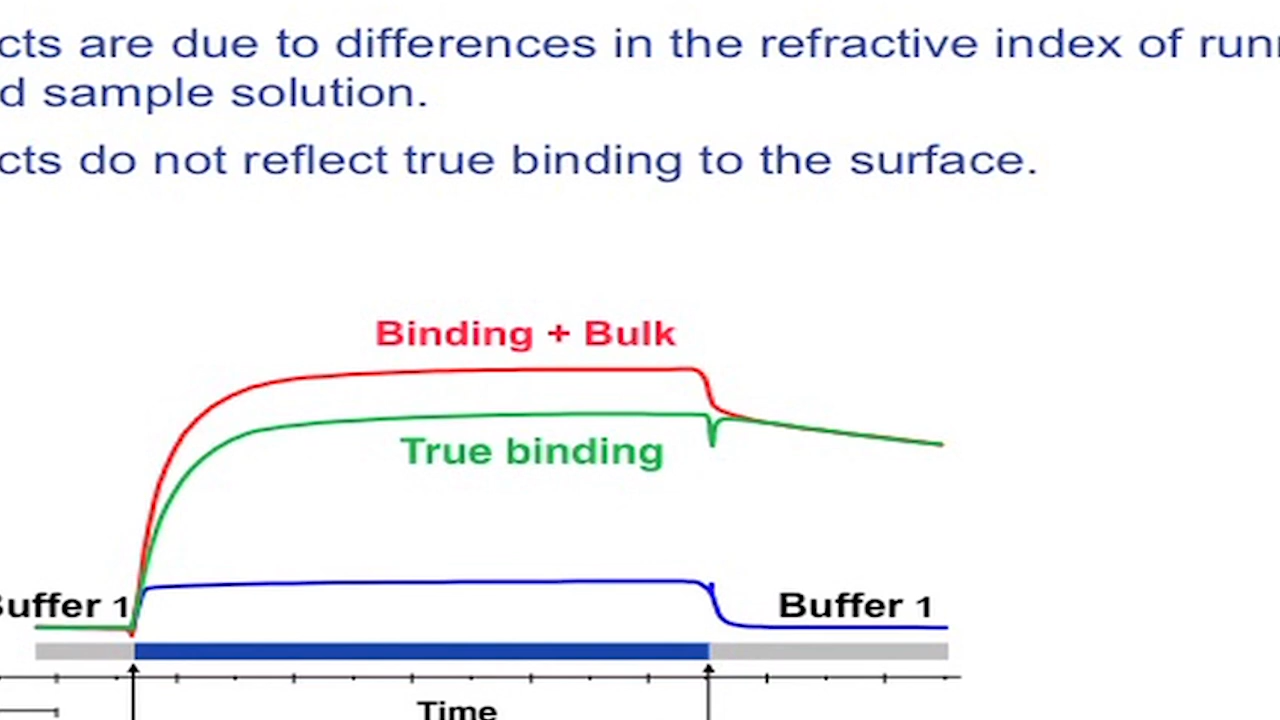 cts are due to differences in the refractive index of runn
d sample solution.
cts do not reflect true binding to the surface.
Binding + Bulk
True binding
Buffer 1
Buffer 1
Time